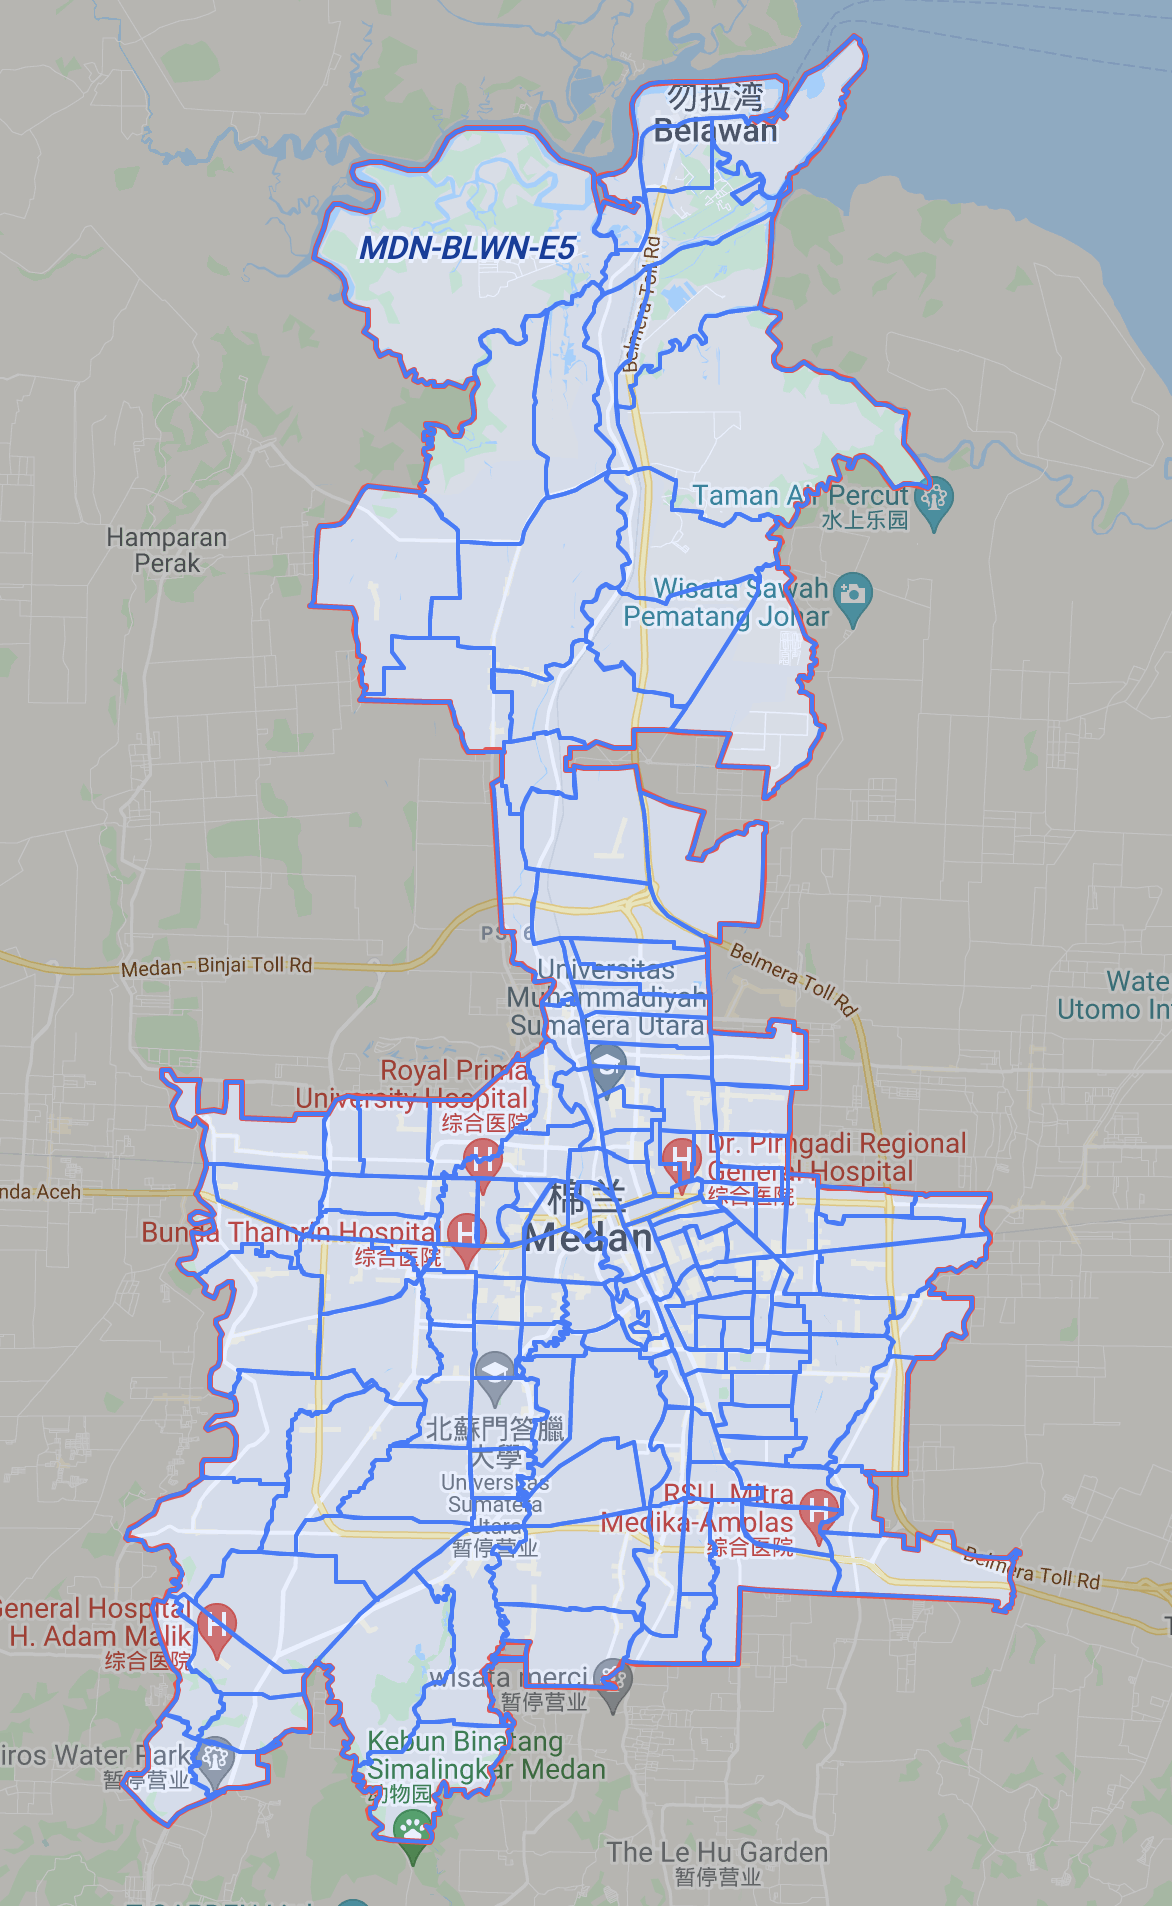 勿拉湾
Belawan
MDN-BLWN-E5
Belmera Toll Rd
Belmera Toll Rd
Taman Air Percut
水上乐园
Hamparan
Perak
Wisata Sawah
Pematang Johar
Medan - Binjai Toll Rd
Belmera Toll Rd
Universitas
Muhammadiyah
Sumatera Utara
Wate
Utomo In
Royal Prima
University Hospital
综合医院
Dr. Pirngadi Regional
General Hospital
综合医院
nda Aceh
棉兰
Medan
Bunda Thamrin Hospital
综合医院
北蘇門答臘
大學
Universitas
Sumatera
Utara
暂停营业
RSU. Mitra
Medika-Amplas
综合医院
Belmera Toll Rd
General Hospital
H. Adam Malik
综合医院
wisata merci
暂停营业
iros Water Park
暂停营业
Kebun Binatang
Simalingkar Medan
动物园
The Le Hu Garden
暂停营业